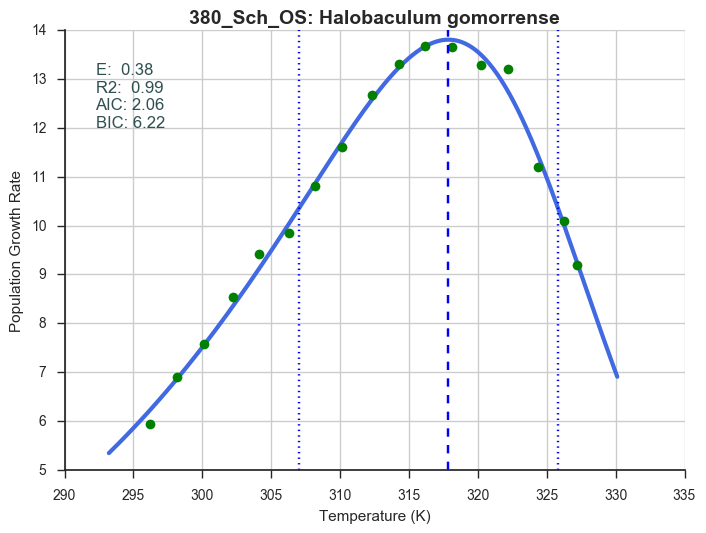 380_Sch_OS: Halobaculum gomorrense
14
13
12
11
10
9
8
7
6
5
E:  0.38
R2:  0.99
AIC: 2.06
BIC: 6.22
Population Growth Rate
290 295 300 305 310 315 320 325 330 335
Temperature (K)